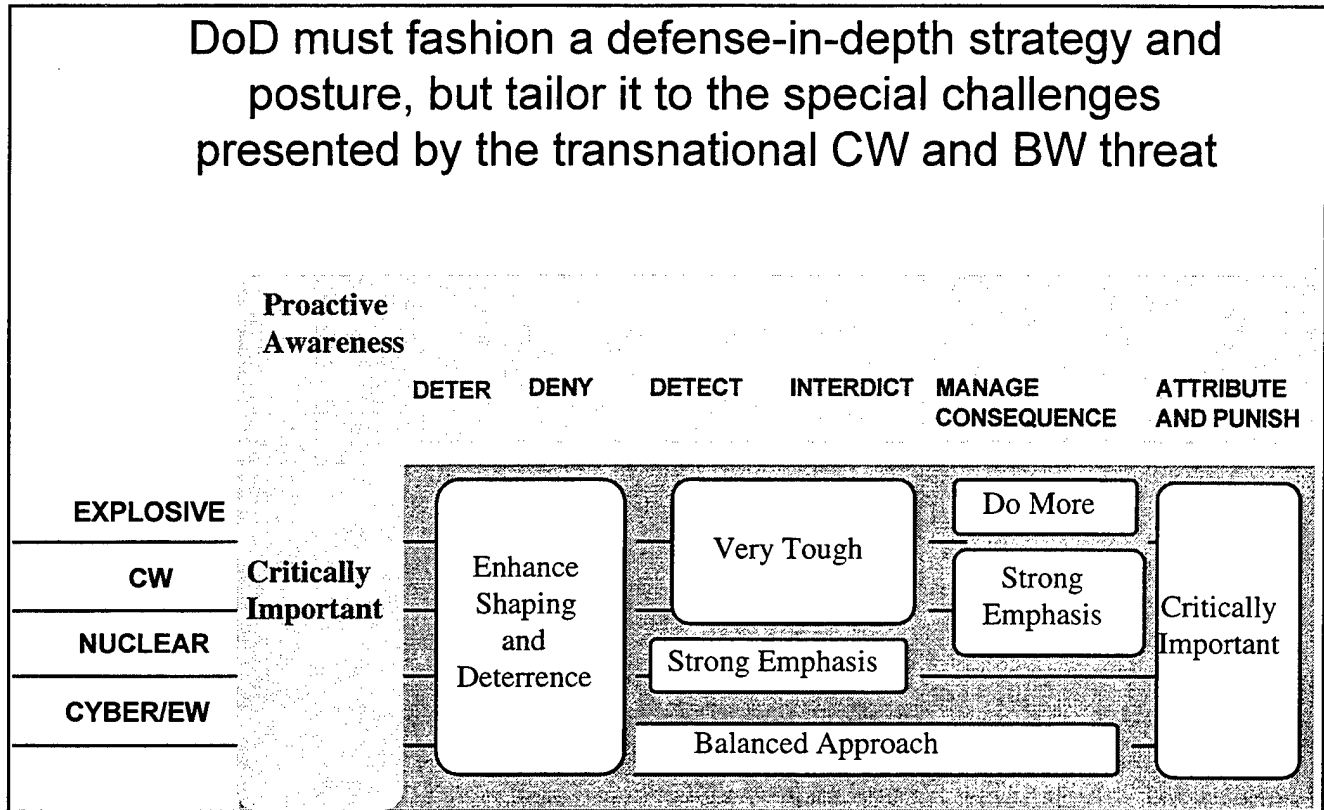 DoD must fashion a defense-in-depth strategy and
posture, but tailor it to the special challenges
presented by the transnational CW and BW threat
Proactive
Awareness
DETER DENY DETECT INTERDICT MANAGE
CONSEQUENCE
ATTRIBUTE
AND PUNISH
EXPLOSIVE
CW
NUCLEAR
CYBER/EW
Critically
Important
Enhance
Shaping
and
Deterrence
Very Tough
Strong Emphasis
Do More
Strong
Emphasis
Balanced Approach
Critically
Important